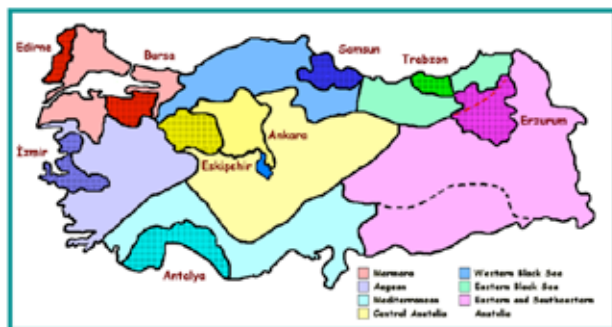 Edirne
Bursa
Samsun
Trabzon
İzmir
Ankara
Eskişehir
Erzurum
Antalya
Marmara
Aegean
Mediterranean
Central Anatolia
Western Black Sea
Eastern Black Sea
Eastern and Southeastern
Anatolia